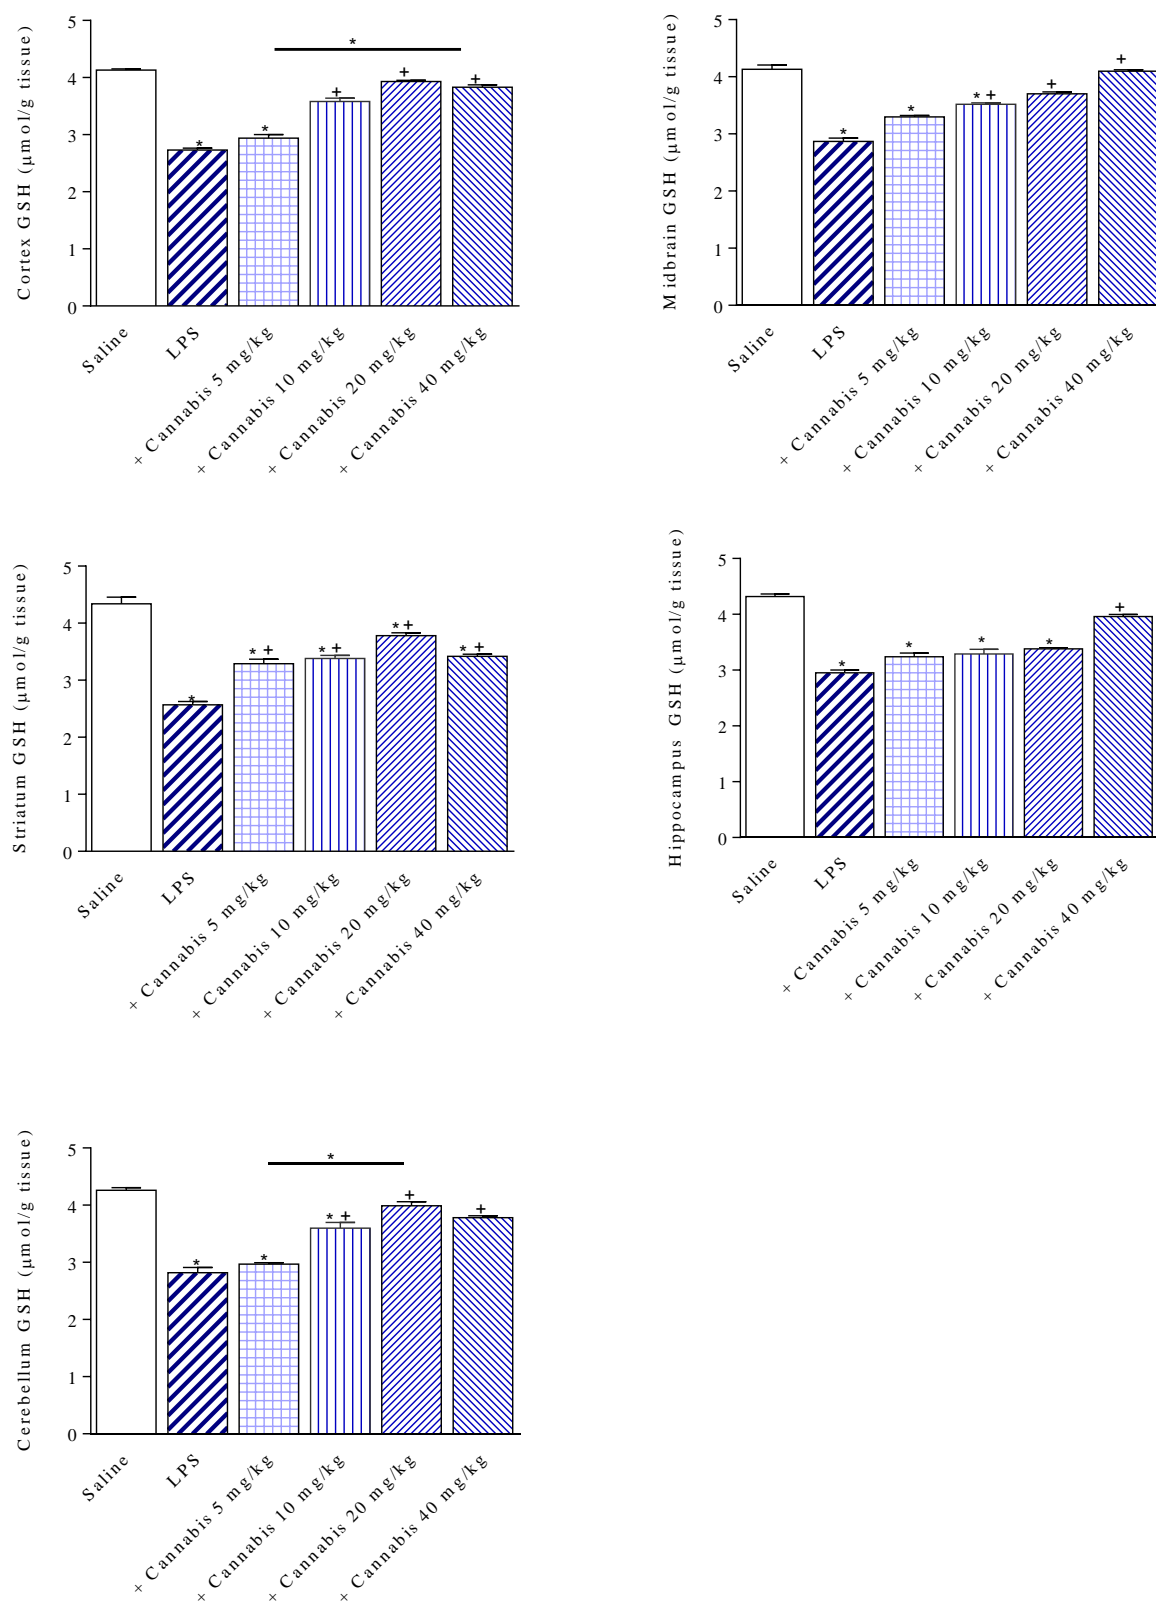 Cortex GSH (μmol/g tissue)
5
4
3
2
1
0
*
*
*
+
+
+
Saline
LPS
+ Cannabis 5 mg/kg
+ Cannabis 10 mg/kg
+ Cannabis 20 mg/kg
+ Cannabis 40 mg/kg
Midbrain GSH (μmol/g tissue)
5
4
3
2
1
0
*
*
* +
+
+
Saline
LPS
+ Cannabis 5 mg/kg
+ Cannabis 10 mg/kg
+ Cannabis 20 mg/kg
+ Cannabis 40 mg/kg
Striatum GSH (μmol/g tissue)
5
4
3
2
1
0
*
* +
* +
* +
* +
Saline
LPS
+ Cannabis 5 mg/kg
+ Cannabis 10 mg/kg
+ Cannabis 20 mg/kg
+ Cannabis 40 mg/kg
Hippocampus GSH (μmol/g tissue)
5
4
3
2
1
0
*
*
*
*
+
Saline
LPS
+ Cannabis 5 mg/kg
+ Cannabis 10 mg/kg
+ Cannabis 20 mg/kg
+ Cannabis 40 mg/kg
Cerebellum GSH (μmol/g tissue)
5
4
3
2
1
0
*
*
*
* +
+
+
Saline
LPS
+ Cannabis 5 mg/kg
+ Cannabis 10 mg/kg
+ Cannabis 20 mg/kg
+ Cannabis 40 mg/kg